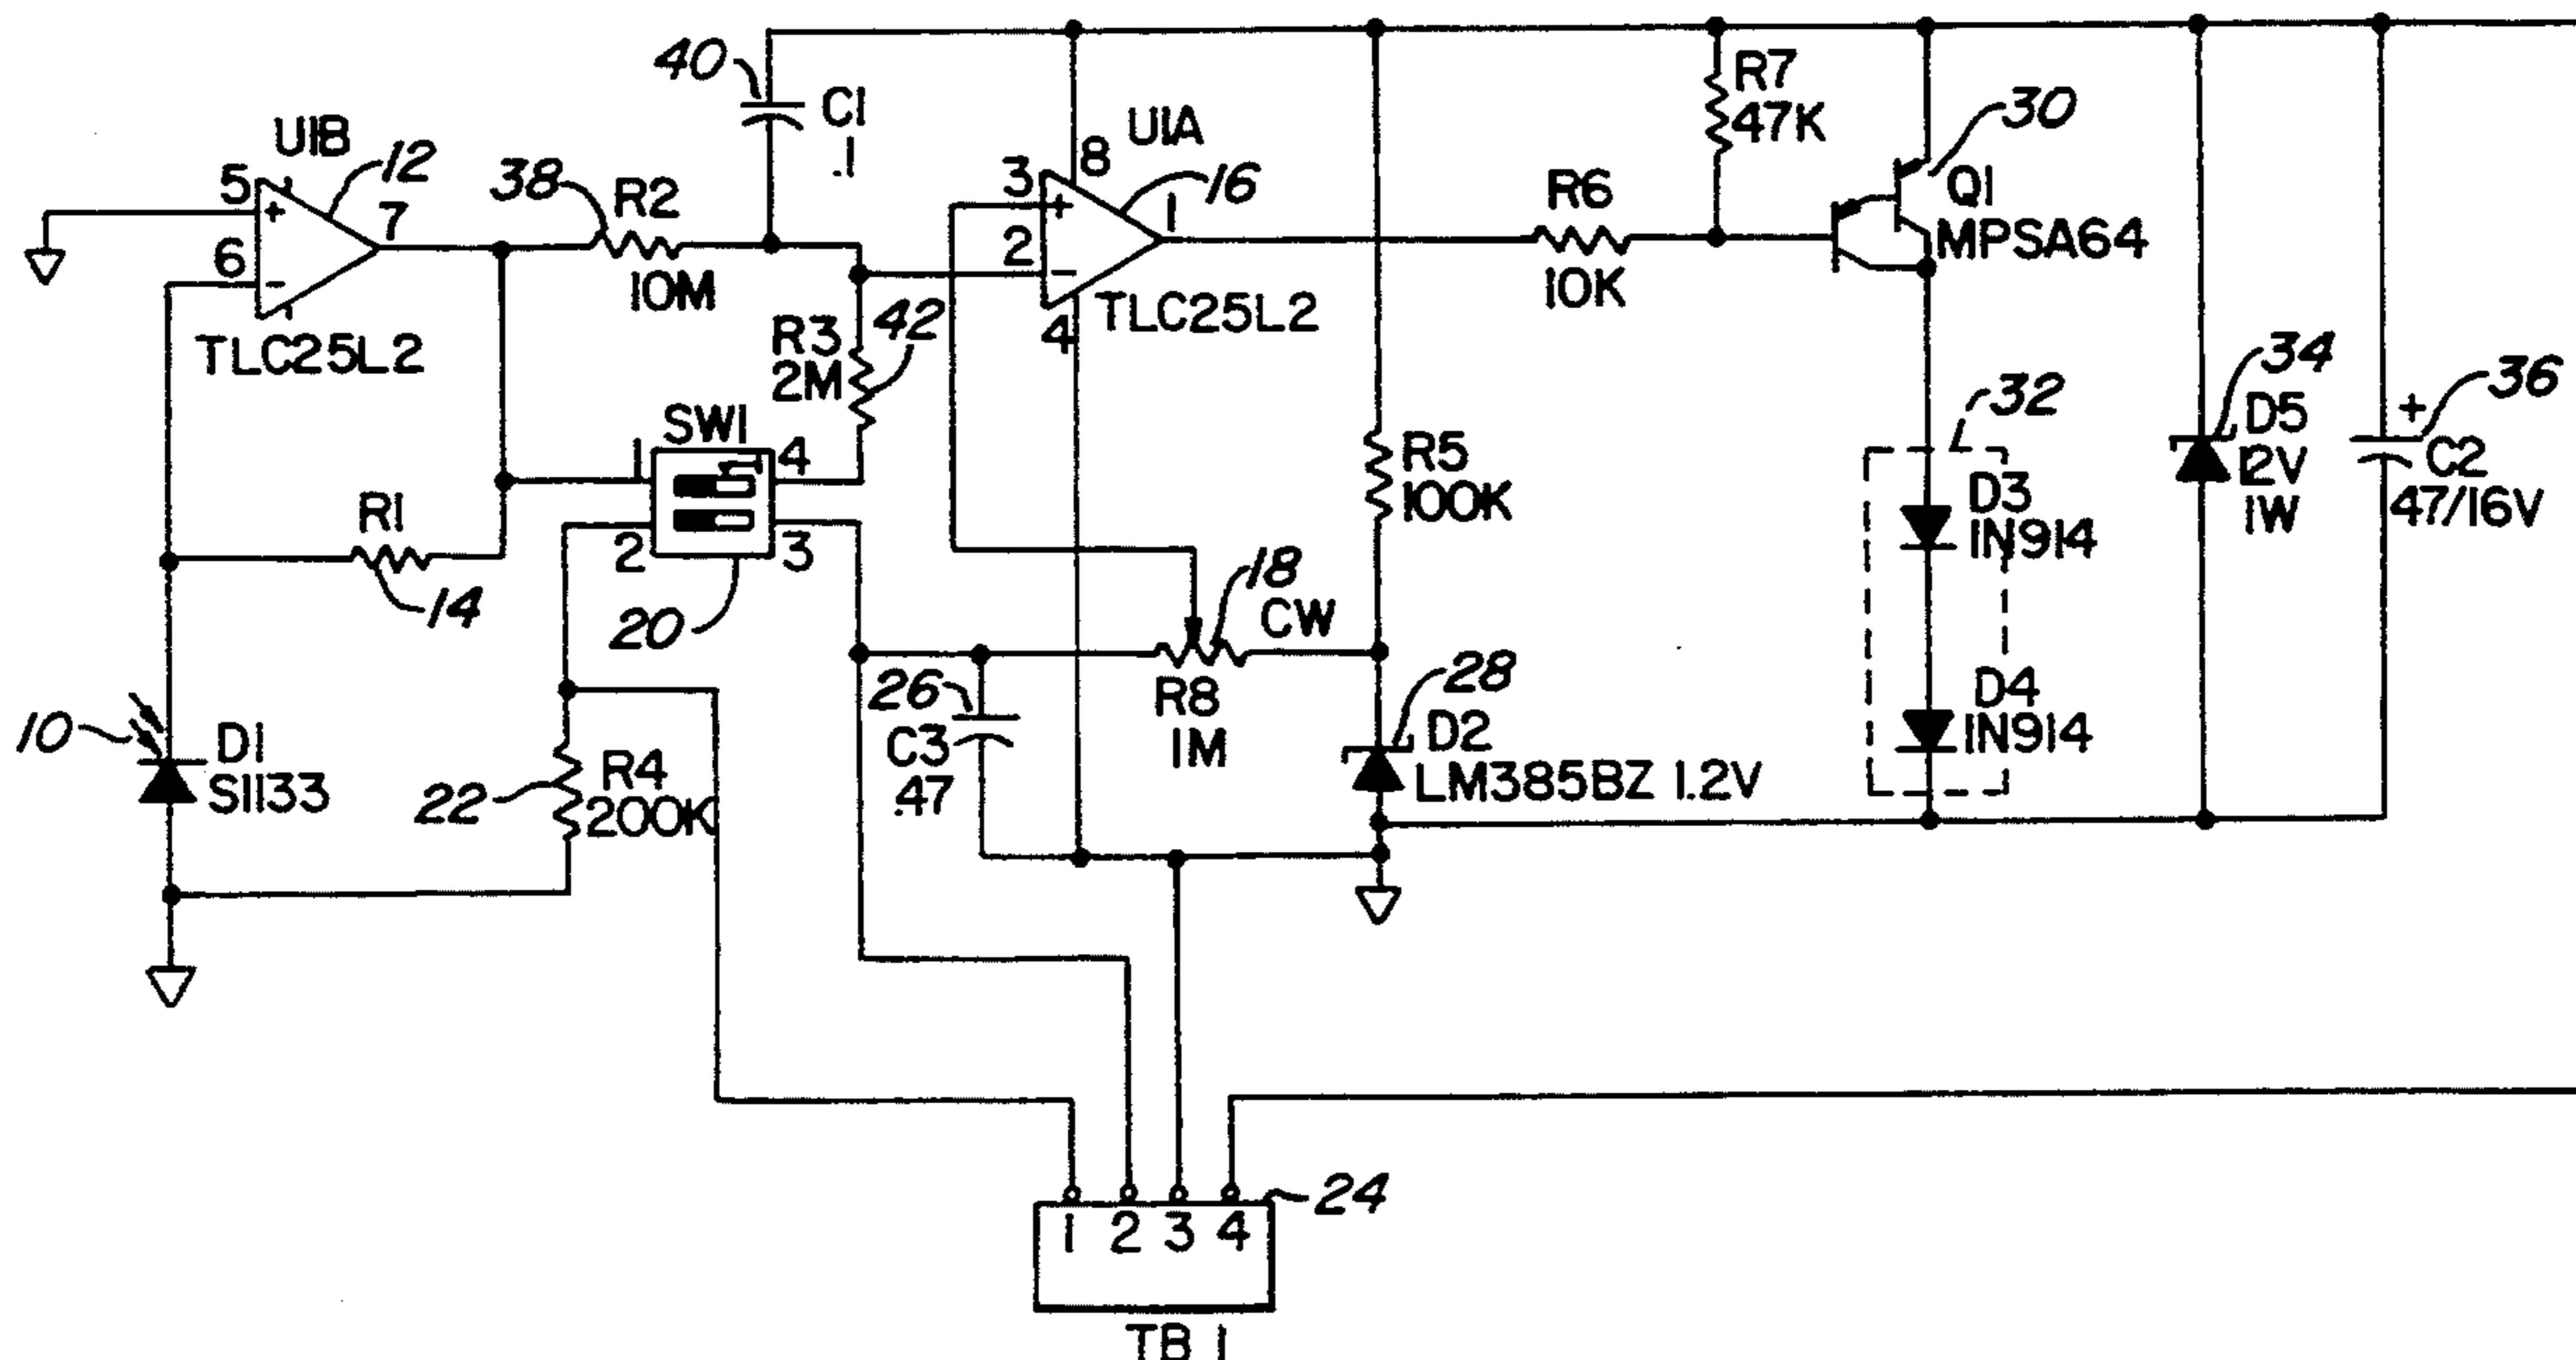 40
C1
.1
U1B
12
5
+
7
6
-
TLC25L2
38
R2
10M
U1A
3
8
16
+
1
2
-
4
TLC25L2
R3
2M
42
R6
10K
R7
47K
30
Q1
MPSA64
SW1
1
4
2
3
20
R1
14
R5
100K
18
CW
R8
1M
26
C3
.47
28
D2
LM385BZ 1.2V
32
D3
1N914
D4
1N914
34
D5
12V
1W
36
+
C2
47/16V
10
D1
S1133
22
R4
200K
24
1 2 3 4
TB 1